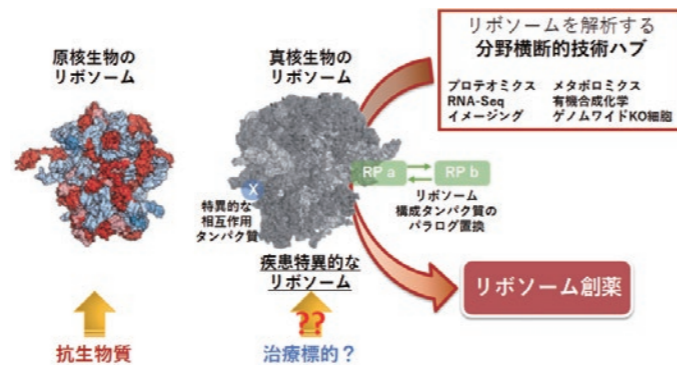 原核生物の
リボソーム
抗生物質
真核生物の
リボソーム
X
特異的な
相互作用
タンパク質
RP a
RP b
リボソーム
構成タンパク質の
パラログ置換
疾患特異的な
リボソーム
??
治療標的？
リボソームを解析する
分野横断的技術ハブ
プロテオミクス メタボロミクス
RNA-Seq 有機合成化学
イメージング ゲノムワイドKO細胞
リボソーム創薬